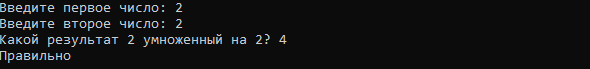 Введите первое число: 2
Введите второе число: 2
Какой результат 2 умноженный на 2? 4
Правильно